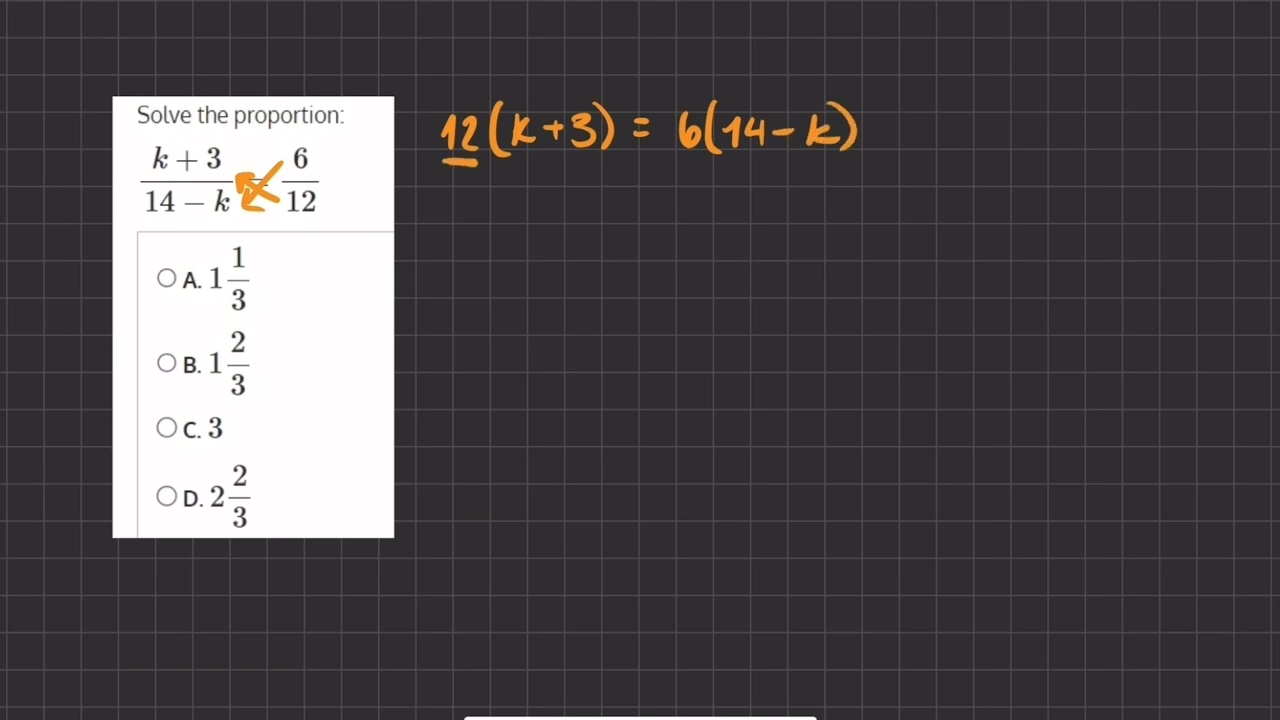 Solve the proportion:
k + 3 / 14 − k = 6 / 12
12(k+3) = 6(14−k)
A. 1 1/3
B. 1 2/3
C. 3
D. 2 2/3